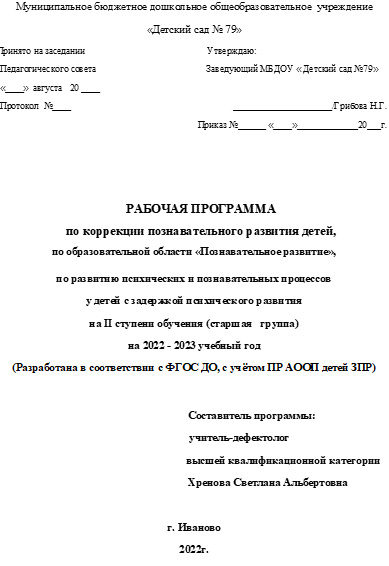 Муниципальное бюджетное дошкольное общеобразовательное учреждение
«Детский сад № 79»
Принято на заседании Утверждаю:
Педагогического совета Заведующий МБДОУ «Детский сад №79»
«____» августа 20 ____
Протокол №____ ______________________/Грибова Н.Г.
Приказ №______ «____»_____________20___г.
РАБОЧАЯ ПРОГРАММА
по коррекции познавательного развития детей,
по образовательной области «Познавательное развитие»,
по развитию психических и познавательных процессов
у детей с задержкой психического развития
на II ступени обучения (старшая группа)
на 2022 - 2023 учебный год
(Разработана в соответствии с ФГОС ДО, с учётом ПР АООП детей ЗПР)
Составитель программы:
учитель-дефектолог
высшей квалификационной категории
Хренова Светлана Альбертовна
г. Иваново
2022г.